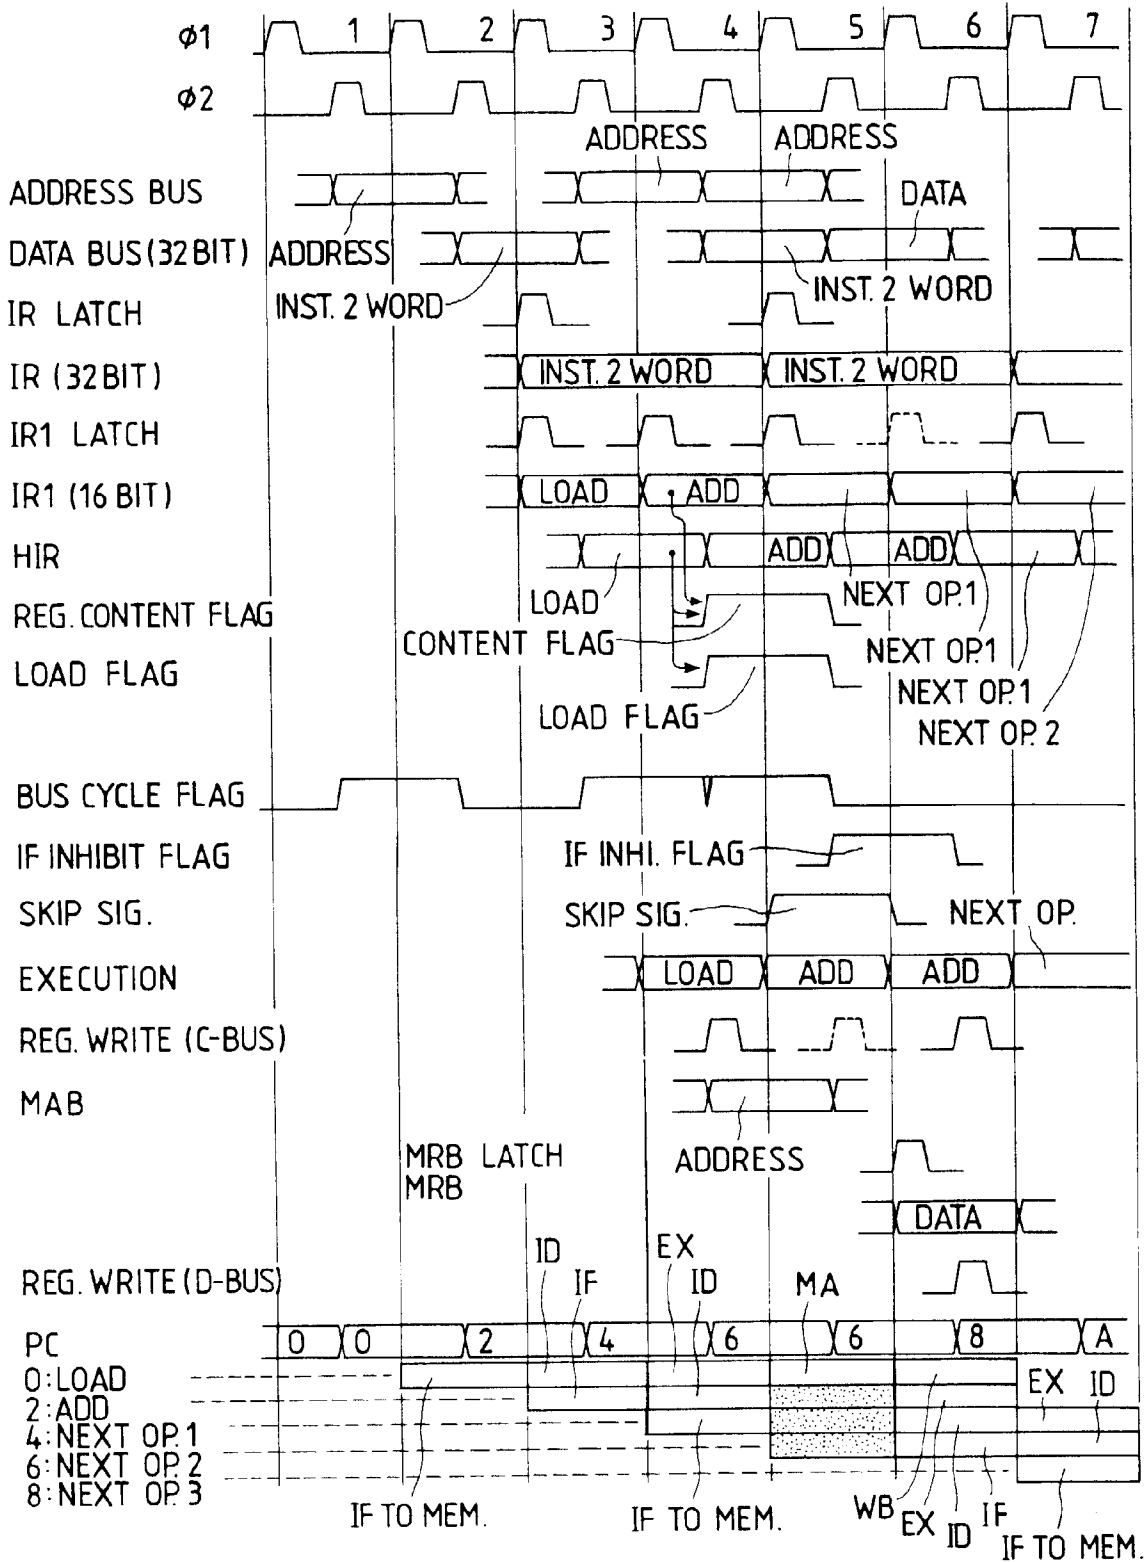 ø1 1 2 3 4 5 6 7
ø2
ADDRESS ADDRESS
ADDRESS BUS
DATA
DATA BUS (32BIT) ADDRESS
INST. 2 WORD INST. 2 WORD
IR LATCH
IR (32BIT) INST. 2 WORD INST. 2 WORD
IR1 LATCH
IR1 (16 BIT) LOAD ADD
HIR ADD ADD
LOAD NEXT OP.1
REG. CONTENT FLAG
CONTENT FLAG NEXT OP.1
LOAD FLAG
NEXT OP.1
LOAD FLAG
NEXT OP. 2
BUS CYCLE FLAG
IF INHIBIT FLAG IF INHI. FLAG
SKIP SIG. SKIP SIG. NEXT OP.
EXECUTION LOAD ADD ADD
REG. WRITE (C-BUS)
MAB
MRB LATCH ADDRESS
MRB
DATA
ID EX
REG. WRITE (D-BUS) IF ID MA
PC 0 0 2 4 6 6 8 A
0:LOAD
EX ID
2:ADD
4:NEXT OP.1
6:NEXT OP.2
8:NEXT OP.3
IF TO MEM. IF TO MEM. WB EX ID IF
IF TO MEM.